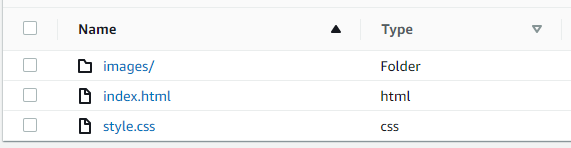 Name Type
images/ Folder
index.html html
style.css css